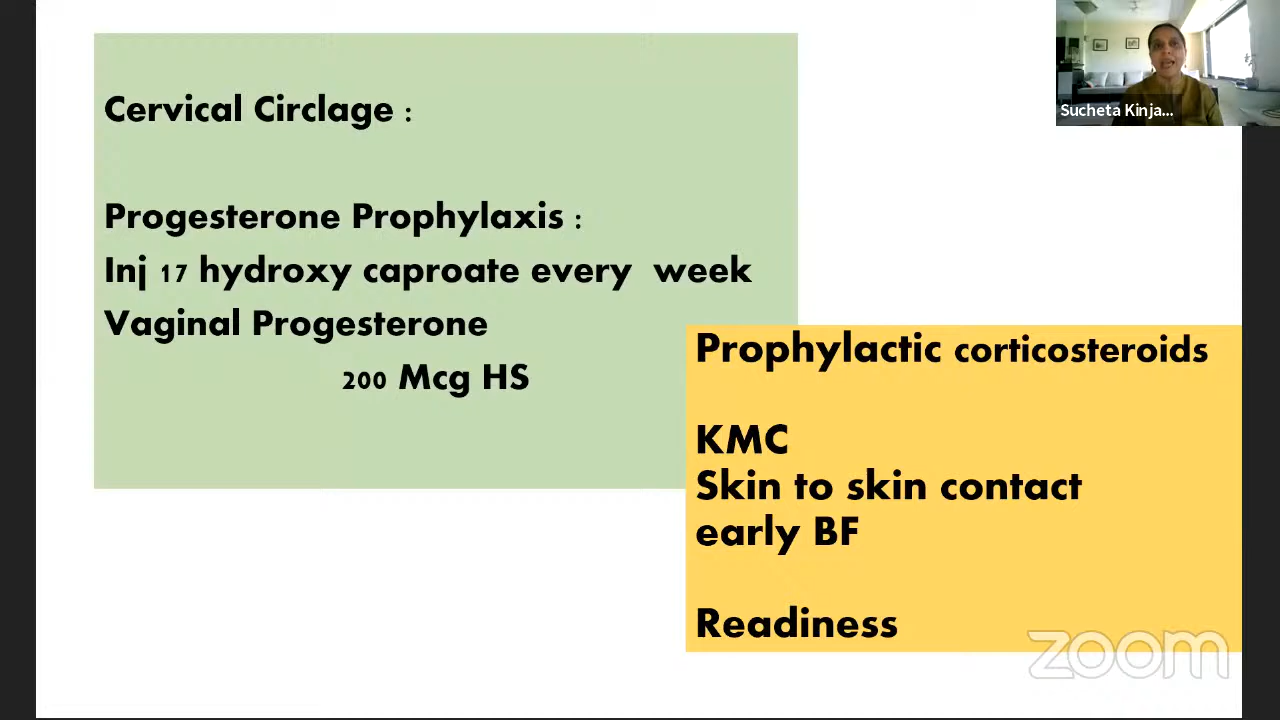 Cervical Circlage :
Progesterone Prophylaxis :
Inj 17 hydroxy caproate every week
Vaginal Progesterone
200 Mcg HS
Prophylactic corticosteroids
KMC
Skin to skin contact
early BF
Readiness
Sucheta Kinja...
zoom